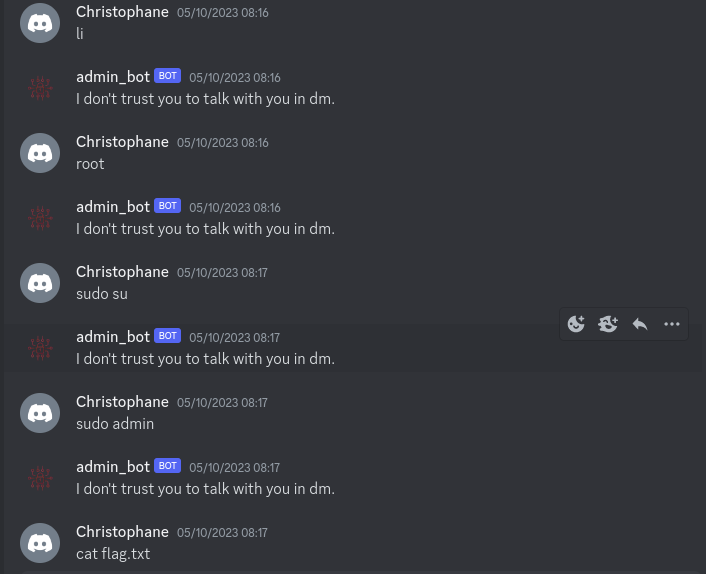 Christophane 05/10/2023 08:16
li
admin_bot BOT 05/10/2023 08:16
I don't trust you to talk with you in dm.
Christophane 05/10/2023 08:16
root
admin_bot BOT 05/10/2023 08:16
I don't trust you to talk with you in dm.
Christophane 05/10/2023 08:17
sudo su
admin_bot BOT 05/10/2023 08:17
I don't trust you to talk with you in dm.
Christophane 05/10/2023 08:17
sudo admin
admin_bot BOT 05/10/2023 08:17
I don't trust you to talk with you in dm.
Christophane 05/10/2023 08:17
cat flag.txt